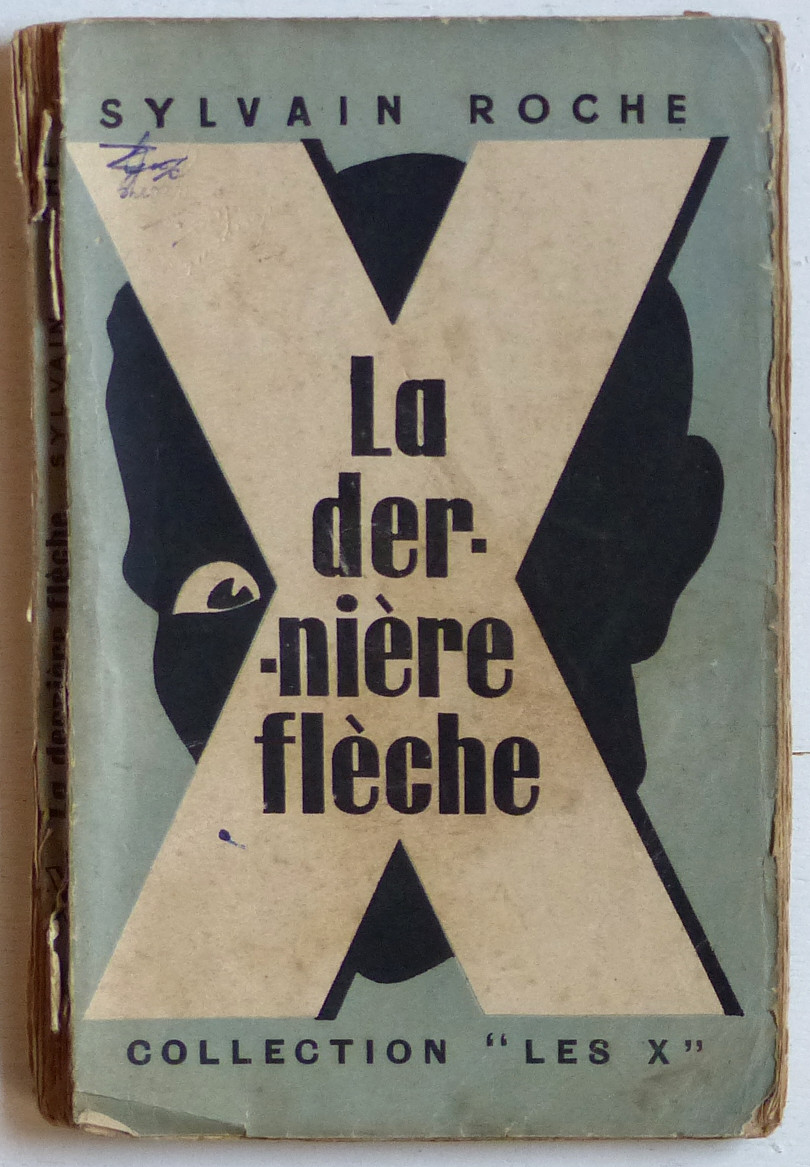 SYLVAIN ROCHE
La
der-
-nière
flèche
COLLECTION “LES X”
La dernière flèche SYLVAIN